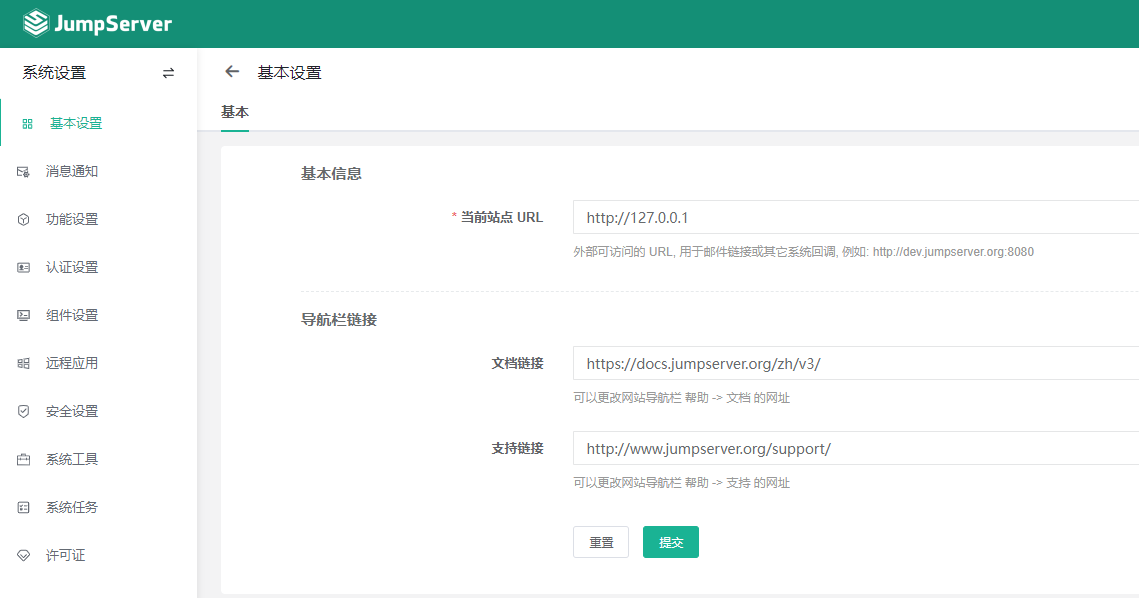 JumpServer
系统设置
基本设置
消息通知
功能设置
认证设置
组件设置
远程应用
安全设置
系统工具
系统任务
许可证
基本设置
基本
基本信息
* 当前站点 URL
http://127.0.0.1
外部可访问的 URL, 用于邮件链接或其它系统回调, 例如: http://dev.jumpserver.org:8080
导航栏链接
文档链接
https://docs.jumpserver.org/zh/v3/
可以更改网站导航栏 帮助 -> 文档 的网址
支持链接
http://www.jumpserver.org/support/
可以更改网站导航栏 帮助 -> 支持 的网址
重置 提交